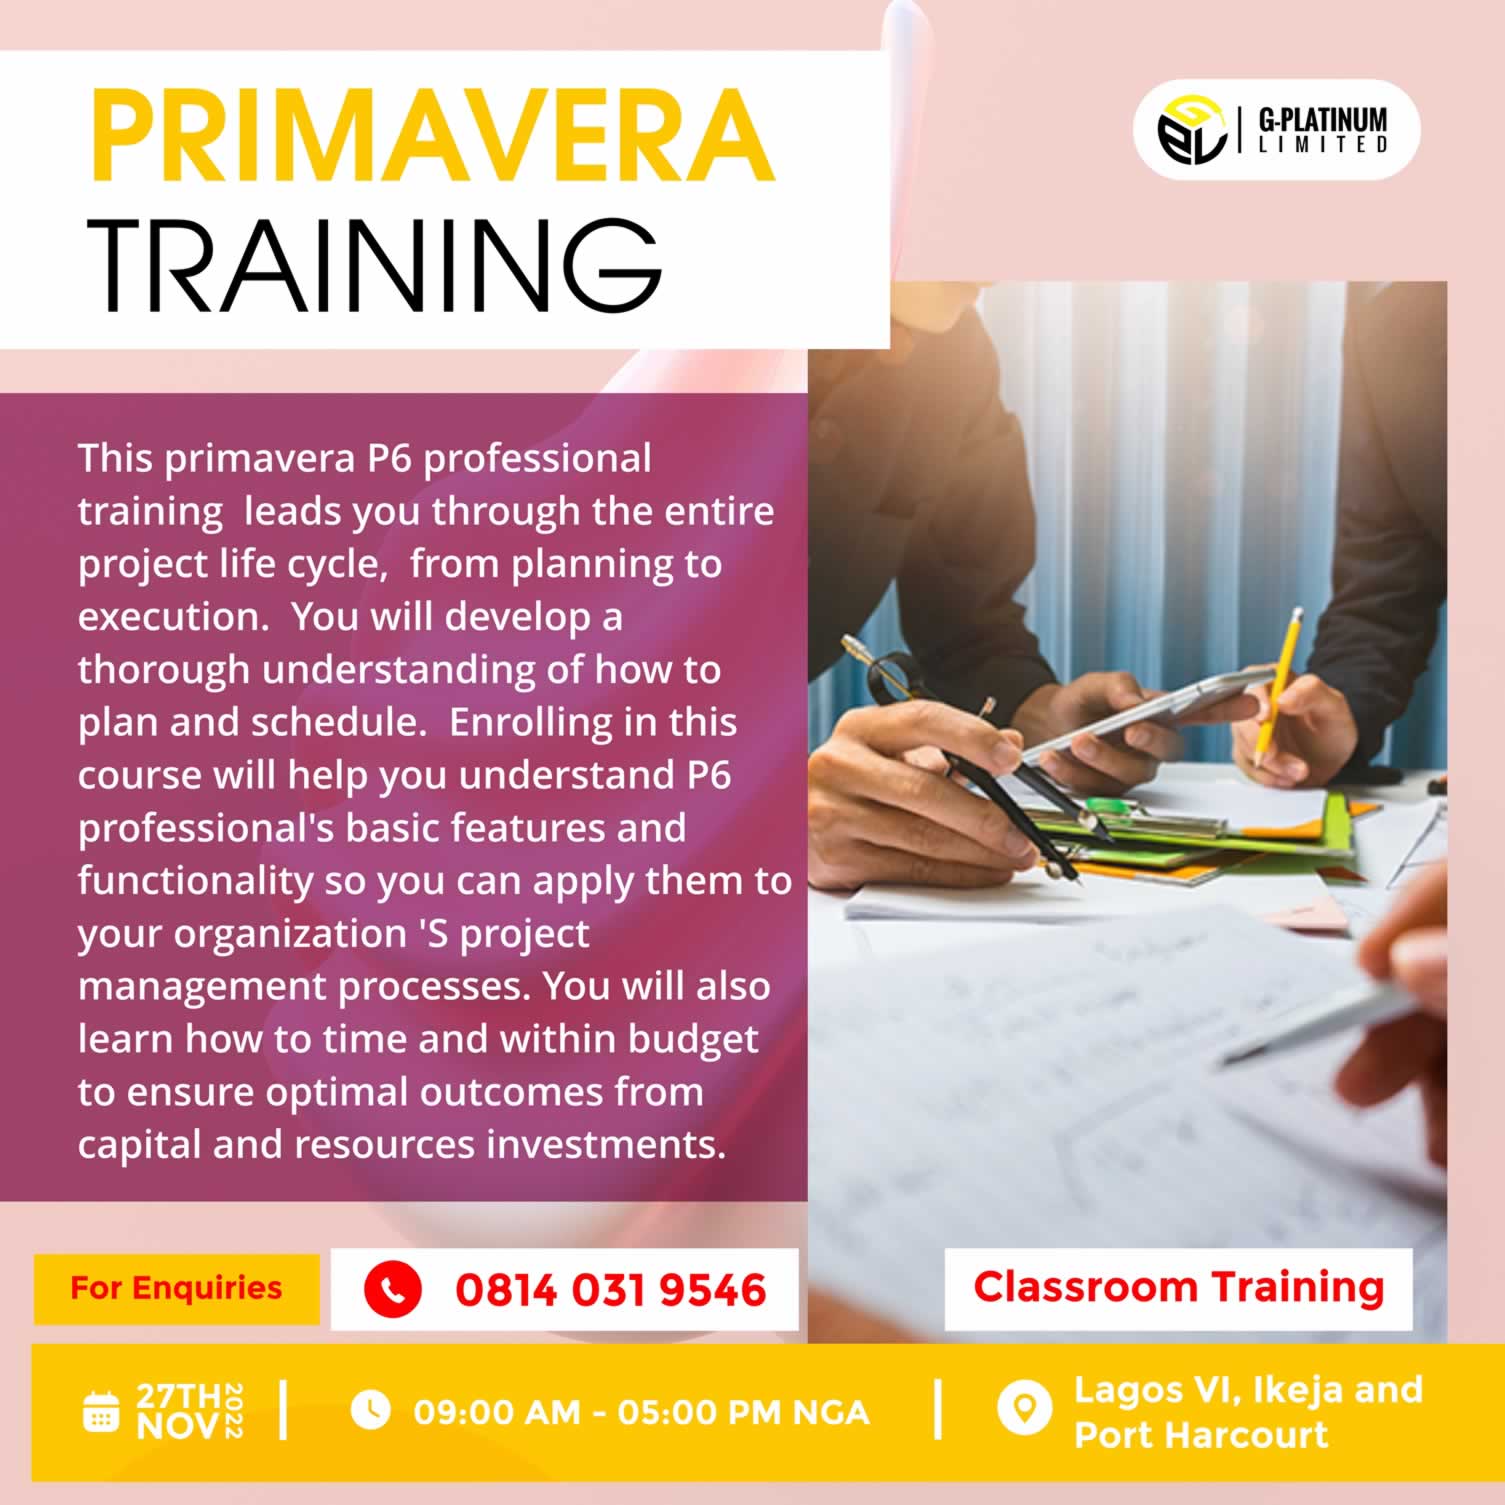 PRIMAVERA
TRAINING
G-PLATINUM
LIMITED
This primavera P6 professional
training leads you through the entire
project life cycle, from planning to
execution. You will develop a
thorough understanding of how to
plan and schedule. Enrolling in this
course will help you understand P6
professional's basic features and
functionality so you can apply them to
your organization 'S project
management processes. You will also
learn how to time and within budget
to ensure optimal outcomes from
capital and resources investments.
For Enquiries
0814 031 9546
Classroom Training
27TH
NOV
2022
09:00 AM - 05:00 PM NGA
Lagos VI, Ikeja and
Port Harcourt